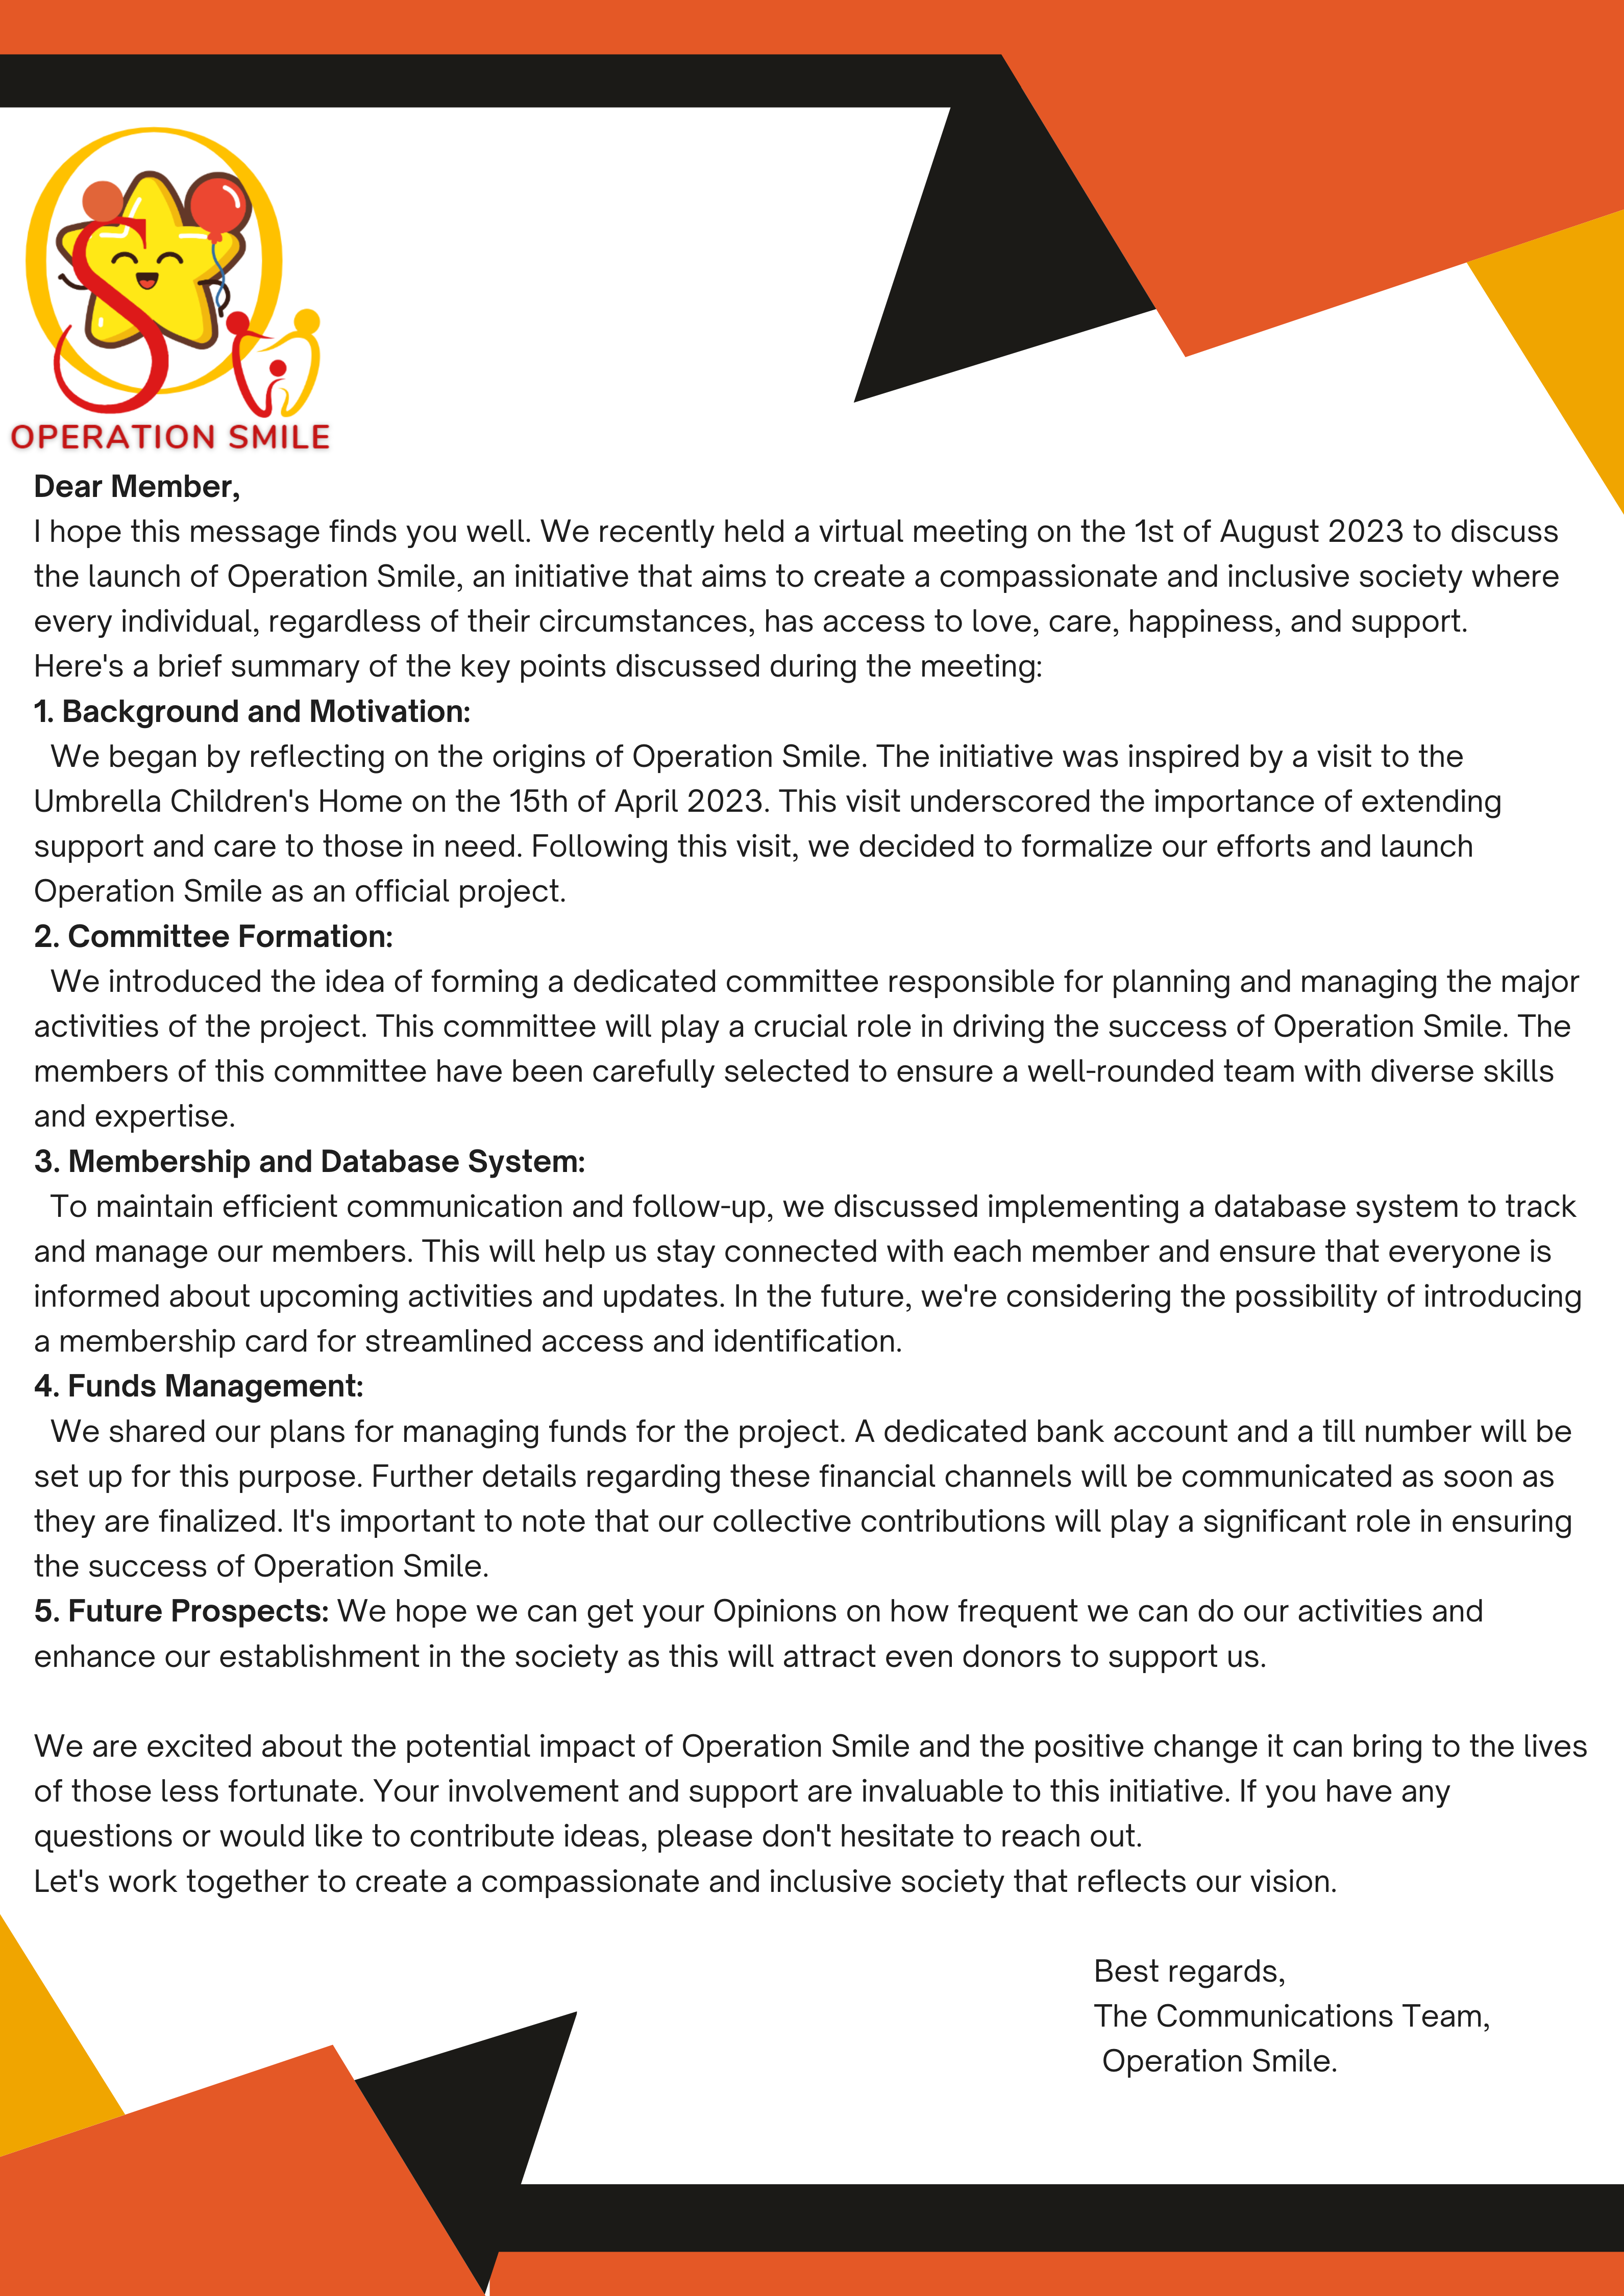 OPERATION SMILE
Dear Member,
I hope this message finds you well. We recently held a virtual meeting on the 1st of August 2023 to discuss
the launch of Operation Smile, an initiative that aims to create a compassionate and inclusive society where
every individual, regardless of their circumstances, has access to love, care, happiness, and support.
Here's a brief summary of the key points discussed during the meeting:
1. Background and Motivation:
We began by reflecting on the origins of Operation Smile. The initiative was inspired by a visit to the
Umbrella Children's Home on the 15th of April 2023. This visit underscored the importance of extending
support and care to those in need. Following this visit, we decided to formalize our efforts and launch
Operation Smile as an official project.
2. Committee Formation:
We introduced the idea of forming a dedicated committee responsible for planning and managing the major
activities of the project. This committee will play a crucial role in driving the success of Operation Smile. The
members of this committee have been carefully selected to ensure a well-rounded team with diverse skills
and expertise.
3. Membership and Database System:
To maintain efficient communication and follow-up, we discussed implementing a database system to track
and manage our members. This will help us stay connected with each member and ensure that everyone is
informed about upcoming activities and updates. In the future, we're considering the possibility of introducing
a membership card for streamlined access and identification.
4. Funds Management:
We shared our plans for managing funds for the project. A dedicated bank account and a till number will be
set up for this purpose. Further details regarding these financial channels will be communicated as soon as
they are finalized. It's important to note that our collective contributions will play a significant role in ensuring
the success of Operation Smile.
5. Future Prospects: We hope we can get your Opinions on how frequent we can do our activities and
enhance our establishment in the society as this will attract even donors to support us.
We are excited about the potential impact of Operation Smile and the positive change it can bring to the lives
of those less fortunate. Your involvement and support are invaluable to this initiative. If you have any
questions or would like to contribute ideas, please don't hesitate to reach out.
Let's work together to create a compassionate and inclusive society that reflects our vision.
Best regards,
The Communications Team,
Operation Smile.